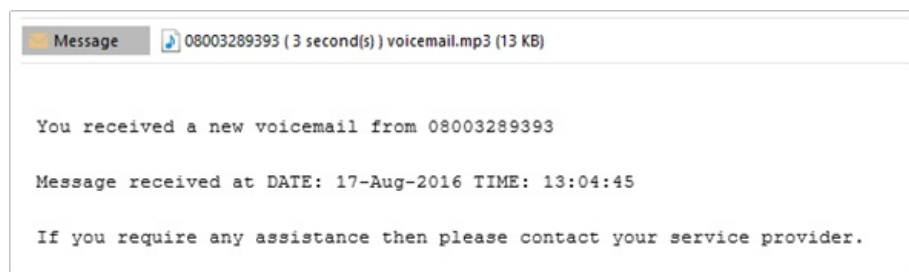 Message 08003289393 ( 3 second(s) ) voicemail.mp3 (13 KB)
You received a new voicemail from 08003289393
Message received at DATE: 17-Aug-2016 TIME: 13:04:45
If you require any assistance then please contact your service provider.